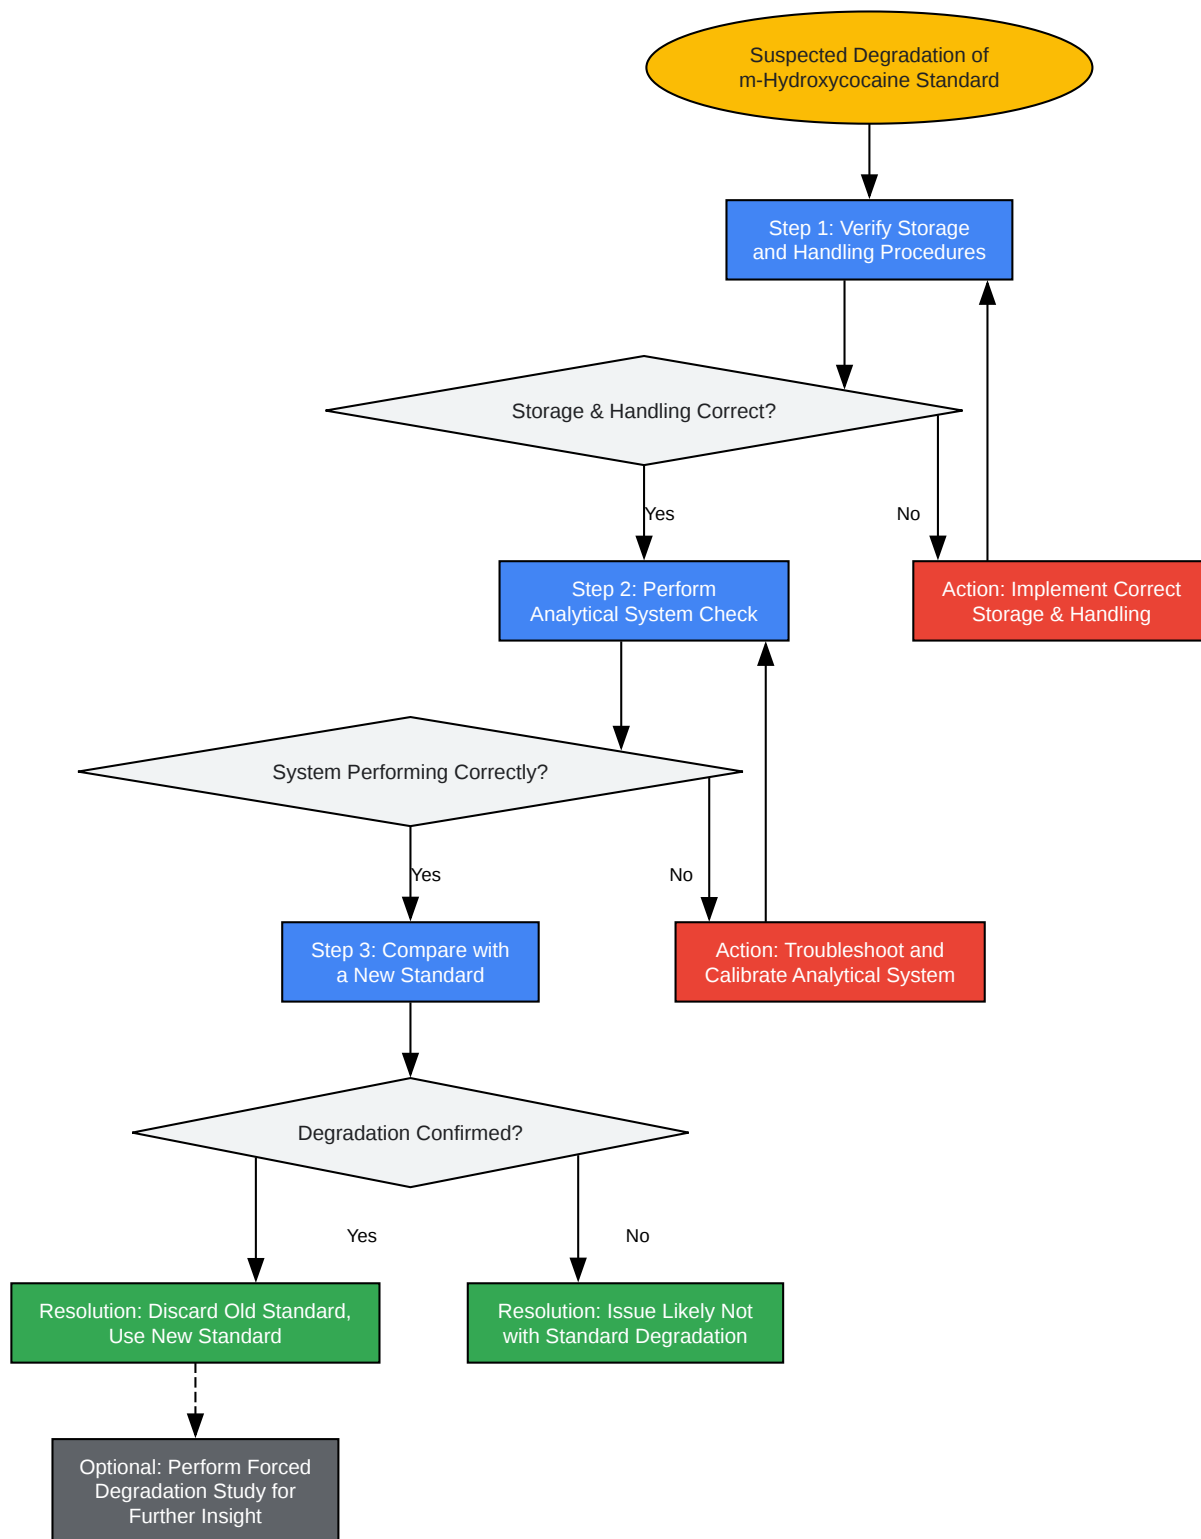 Suspected Degradation of
m-Hydroxycocaine Standard
Step 1: Verify Storage
and Handling Procedures
Storage & Handling Correct?
Yes
No
Step 2: Perform
Analytical System Check
Action: Implement Correct
Storage & Handling
System Performing Correctly?
Yes
No
Step 3: Compare with
a New Standard
Action: Troubleshoot and
Calibrate Analytical System
Degradation Confirmed?
Yes
No
Resolution: Discard Old Standard,
Use New Standard
Resolution: Issue Likely Not
with Standard Degradation
Optional: Perform Forced
Degradation Study for
Further Insight